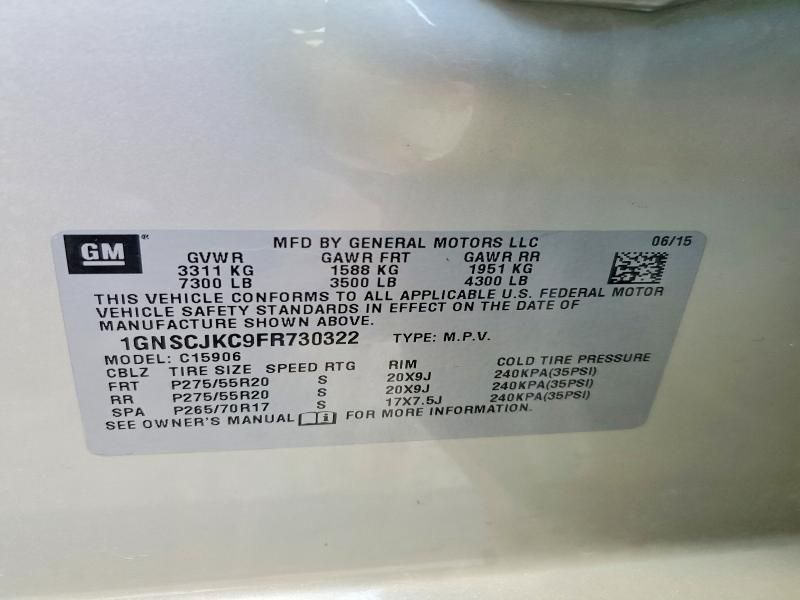 GM
MFD BY GENERAL MOTORS LLC 06/15
GVWR GAWR FRT GAWR RR
3311 KG 1588 KG 1951 KG
7300 LB 3500 LB 4300 LB
THIS VEHICLE CONFORMS TO ALL APPLICABLE U.S. FEDERAL MOTOR
VEHICLE SAFETY STANDARDS IN EFFECT ON THE DATE OF
MANUFACTURE SHOWN ABOVE.
1GNSCJKC9FR730322 TYPE: M.P.V.
MODEL: C15906
CBLZ TIRE SIZE SPEED RTG RIM COLD TIRE PRESSURE
FRT P275/55R20 S 20X9J 240KPA(35PSI)
RR P275/55R20 S 20X9J 240KPA(35PSI)
SPA P265/70R17 S 17X7.5J 240KPA(35PSI)
SEE OWNER'S MANUAL i FOR MORE INFORMATION.